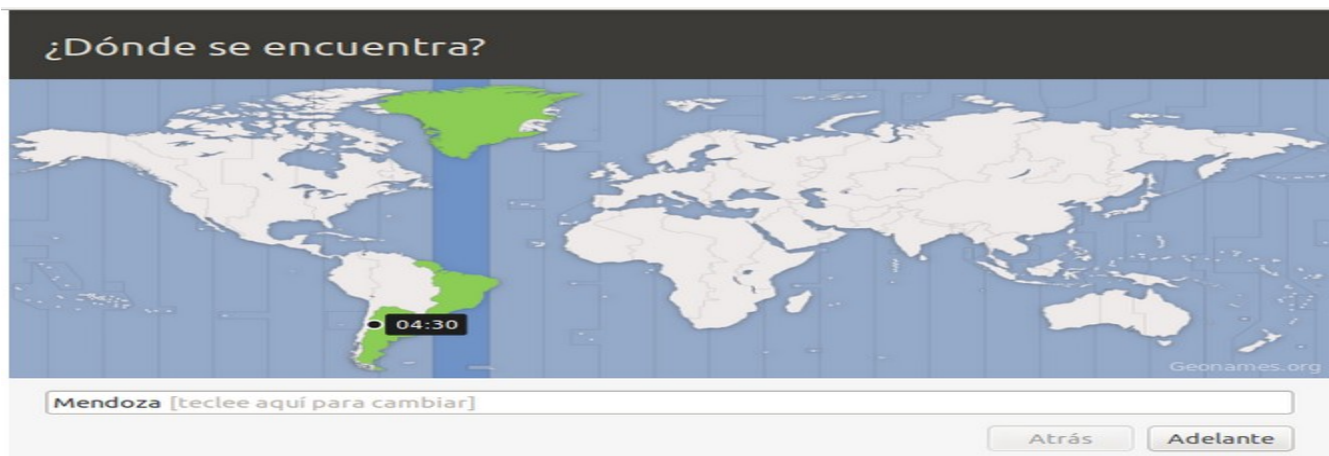 ¿Dónde se encuentra?
04:30
Geonames.org
Mendoza [teclee aquí para cambiar]
Atrás Adelante